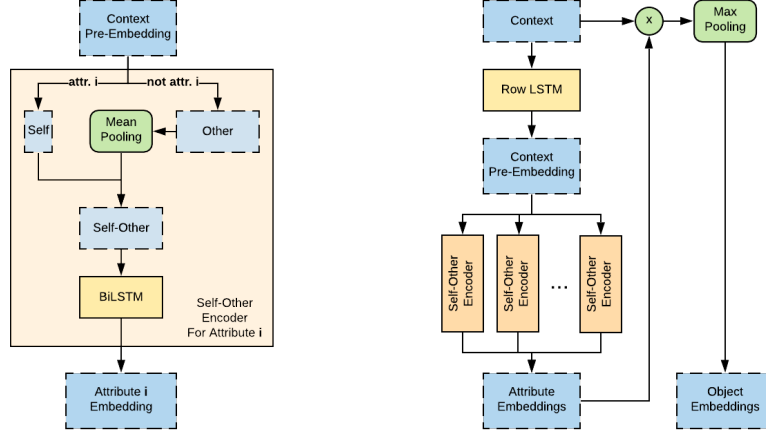 Context
Pre-Embedding
attr. i
not attr. i
Self
Mean
Pooling
Other
Self-Other
BiLSTM
Self-Other
Encoder
For Attribute i
Attribute i
Embedding
Context
x
Max
Pooling
Row LSTM
Context
Pre-Embedding
Self-Other
Encoder
Self-Other
Encoder
...
Self-Other
Encoder
Attribute
Embeddings
Object
Embeddings